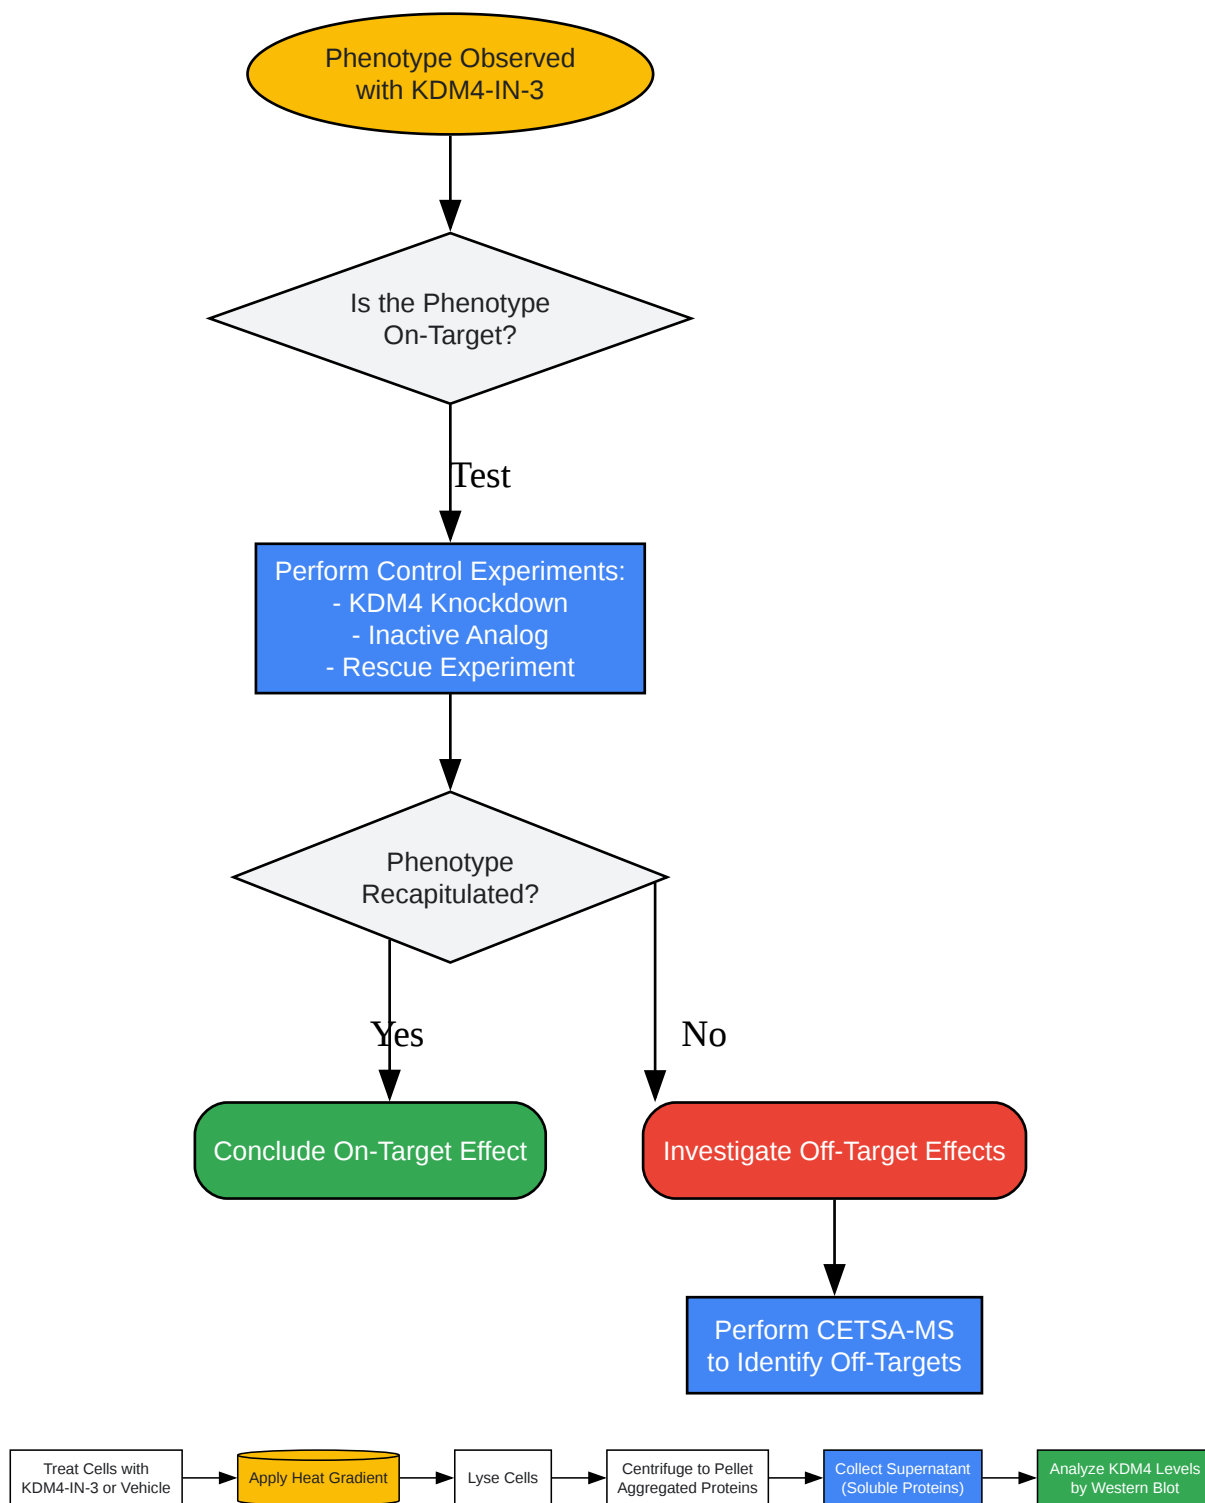 Phenotype Observed
with KDM4-IN-3
Is the Phenotype
On-Target?
Test
Perform Control Experiments:
- KDM4 Knockdown
- Inactive Analog
- Rescue Experiment
Phenotype
Recapitulated?
Yes
No
Conclude On-Target Effect
Investigate Off-Target Effects
Perform CETSA-MS
to Identify Off-Targets
Treat Cells with
KDM4-IN-3 or Vehicle
Apply Heat Gradient
Lyse Cells
Centrifuge to Pellet
Aggregated Proteins
Collect Supernatant
(Soluble Proteins)
Analyze KDM4 Levels
by Western Blot